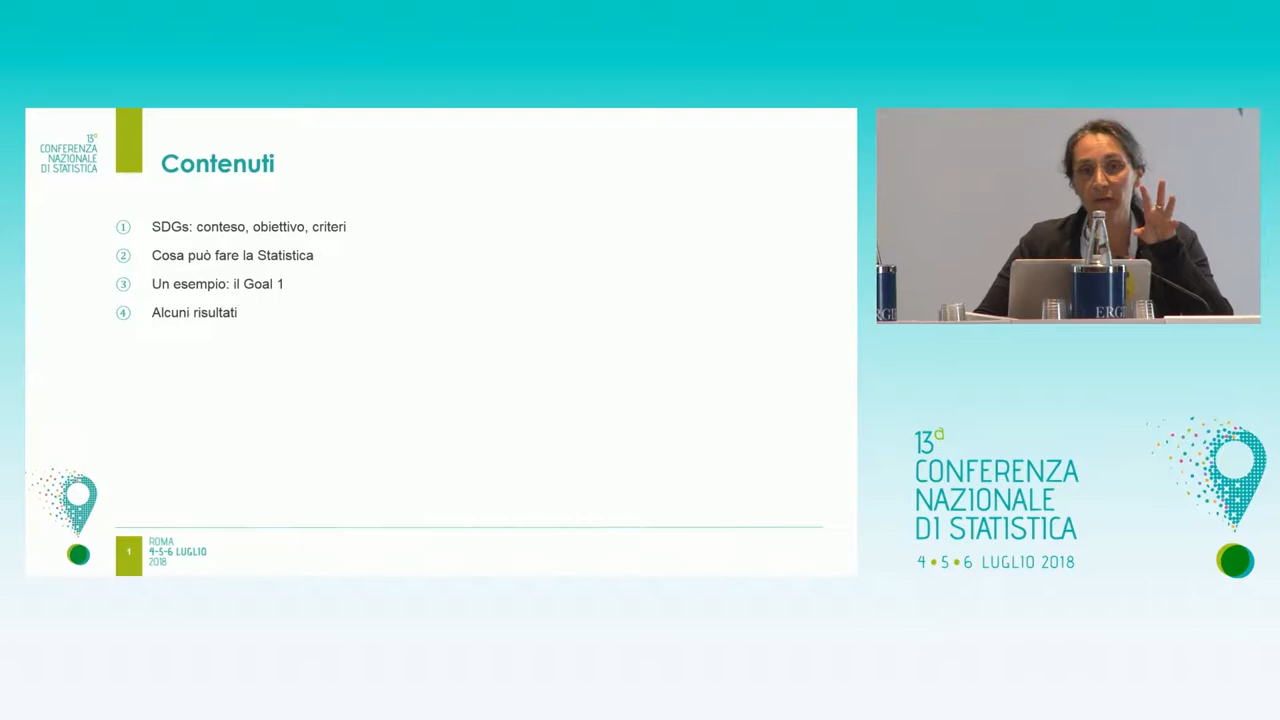 13ª
CONFERENZA
NAZIONALE
DI STATISTICA
Contenuti
1 SDGs: conteso, obiettivo, criteri
2 Cosa può fare la Statistica
3 Un esempio: il Goal 1
4 Alcuni risultati
1
ROMA
4-5-6 LUGLIO
2018
ERGI
13ª
CONFERENZA
NAZIONALE
DI STATISTICA
4•5•6 LUGLIO 2018